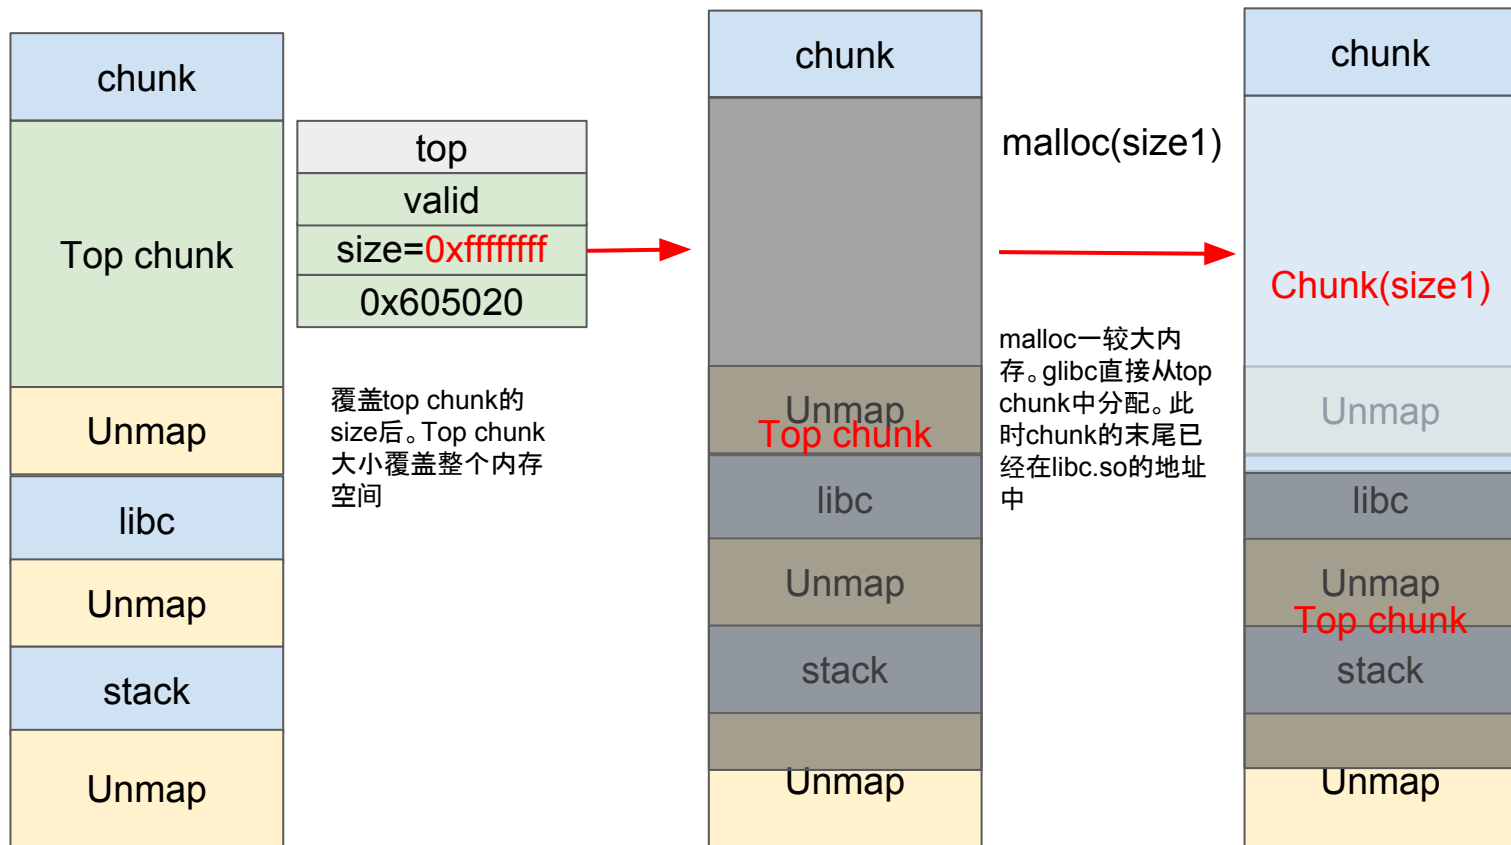 chunk
Top chunk
Unmap
libc
Unmap
stack
Unmap
top
valid
size=0xffffffff
0x605020
覆盖top chunk的
size后。Top chunk
大小覆盖整个内存
空间
chunk
Unmap
Top chunk
libc
Unmap
stack
Unmap
malloc(size1)
malloc一较大内
存。glibc直接从top
chunk中分配。此
时chunk的末尾已
经在libc.so的地址
中
chunk
Chunk(size1)
Unmap
libc
Unmap
Top chunk
stack
Unmap